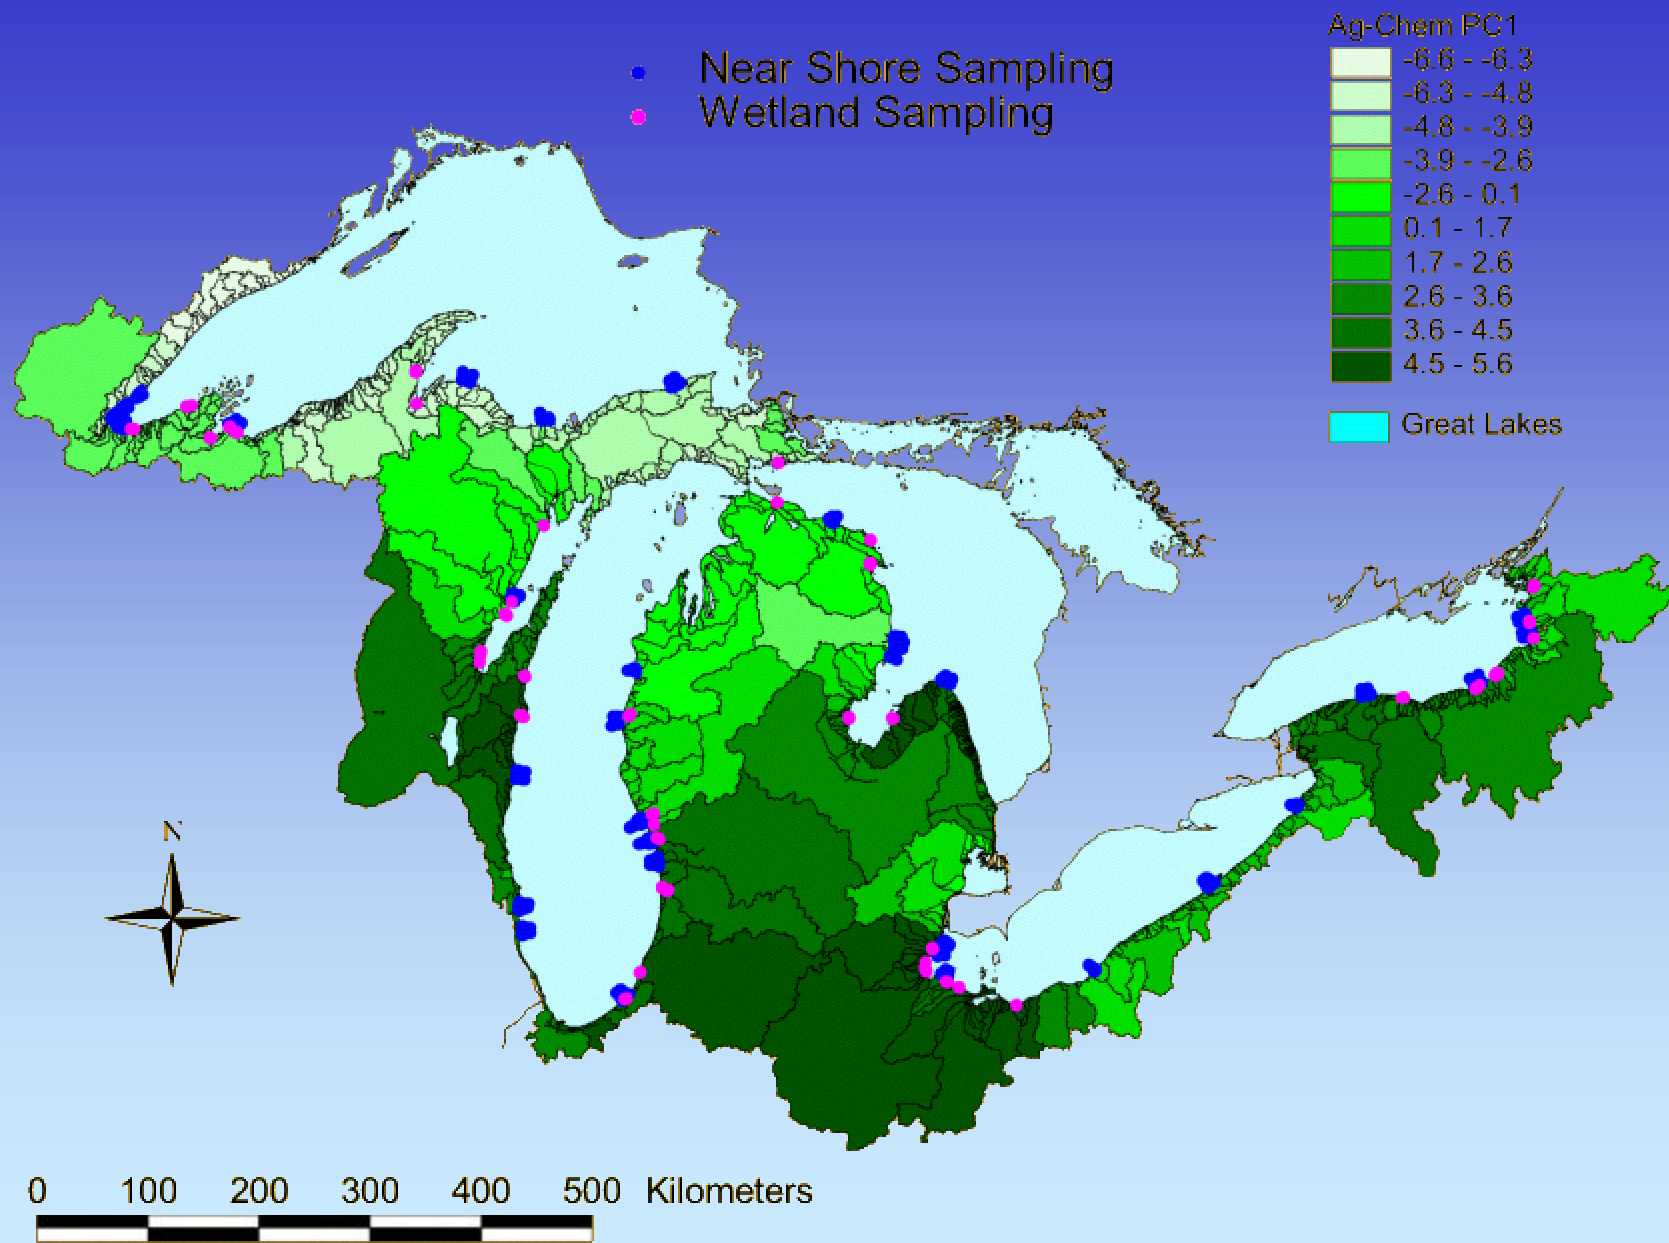 Ag-Chem PC1
-6.6 - -6.3
-6.3 - -4.8
-4.8 - -3.9
-3.9 - -2.6
-2.6 - 0.1
0.1 - 1.7
1.7 - 2.6
2.6 - 3.6
3.6 - 4.5
4.5 - 5.6
Great Lakes
Near Shore Sampling
Wetland Sampling
N
0 100 200 300 400 500 Kilometers